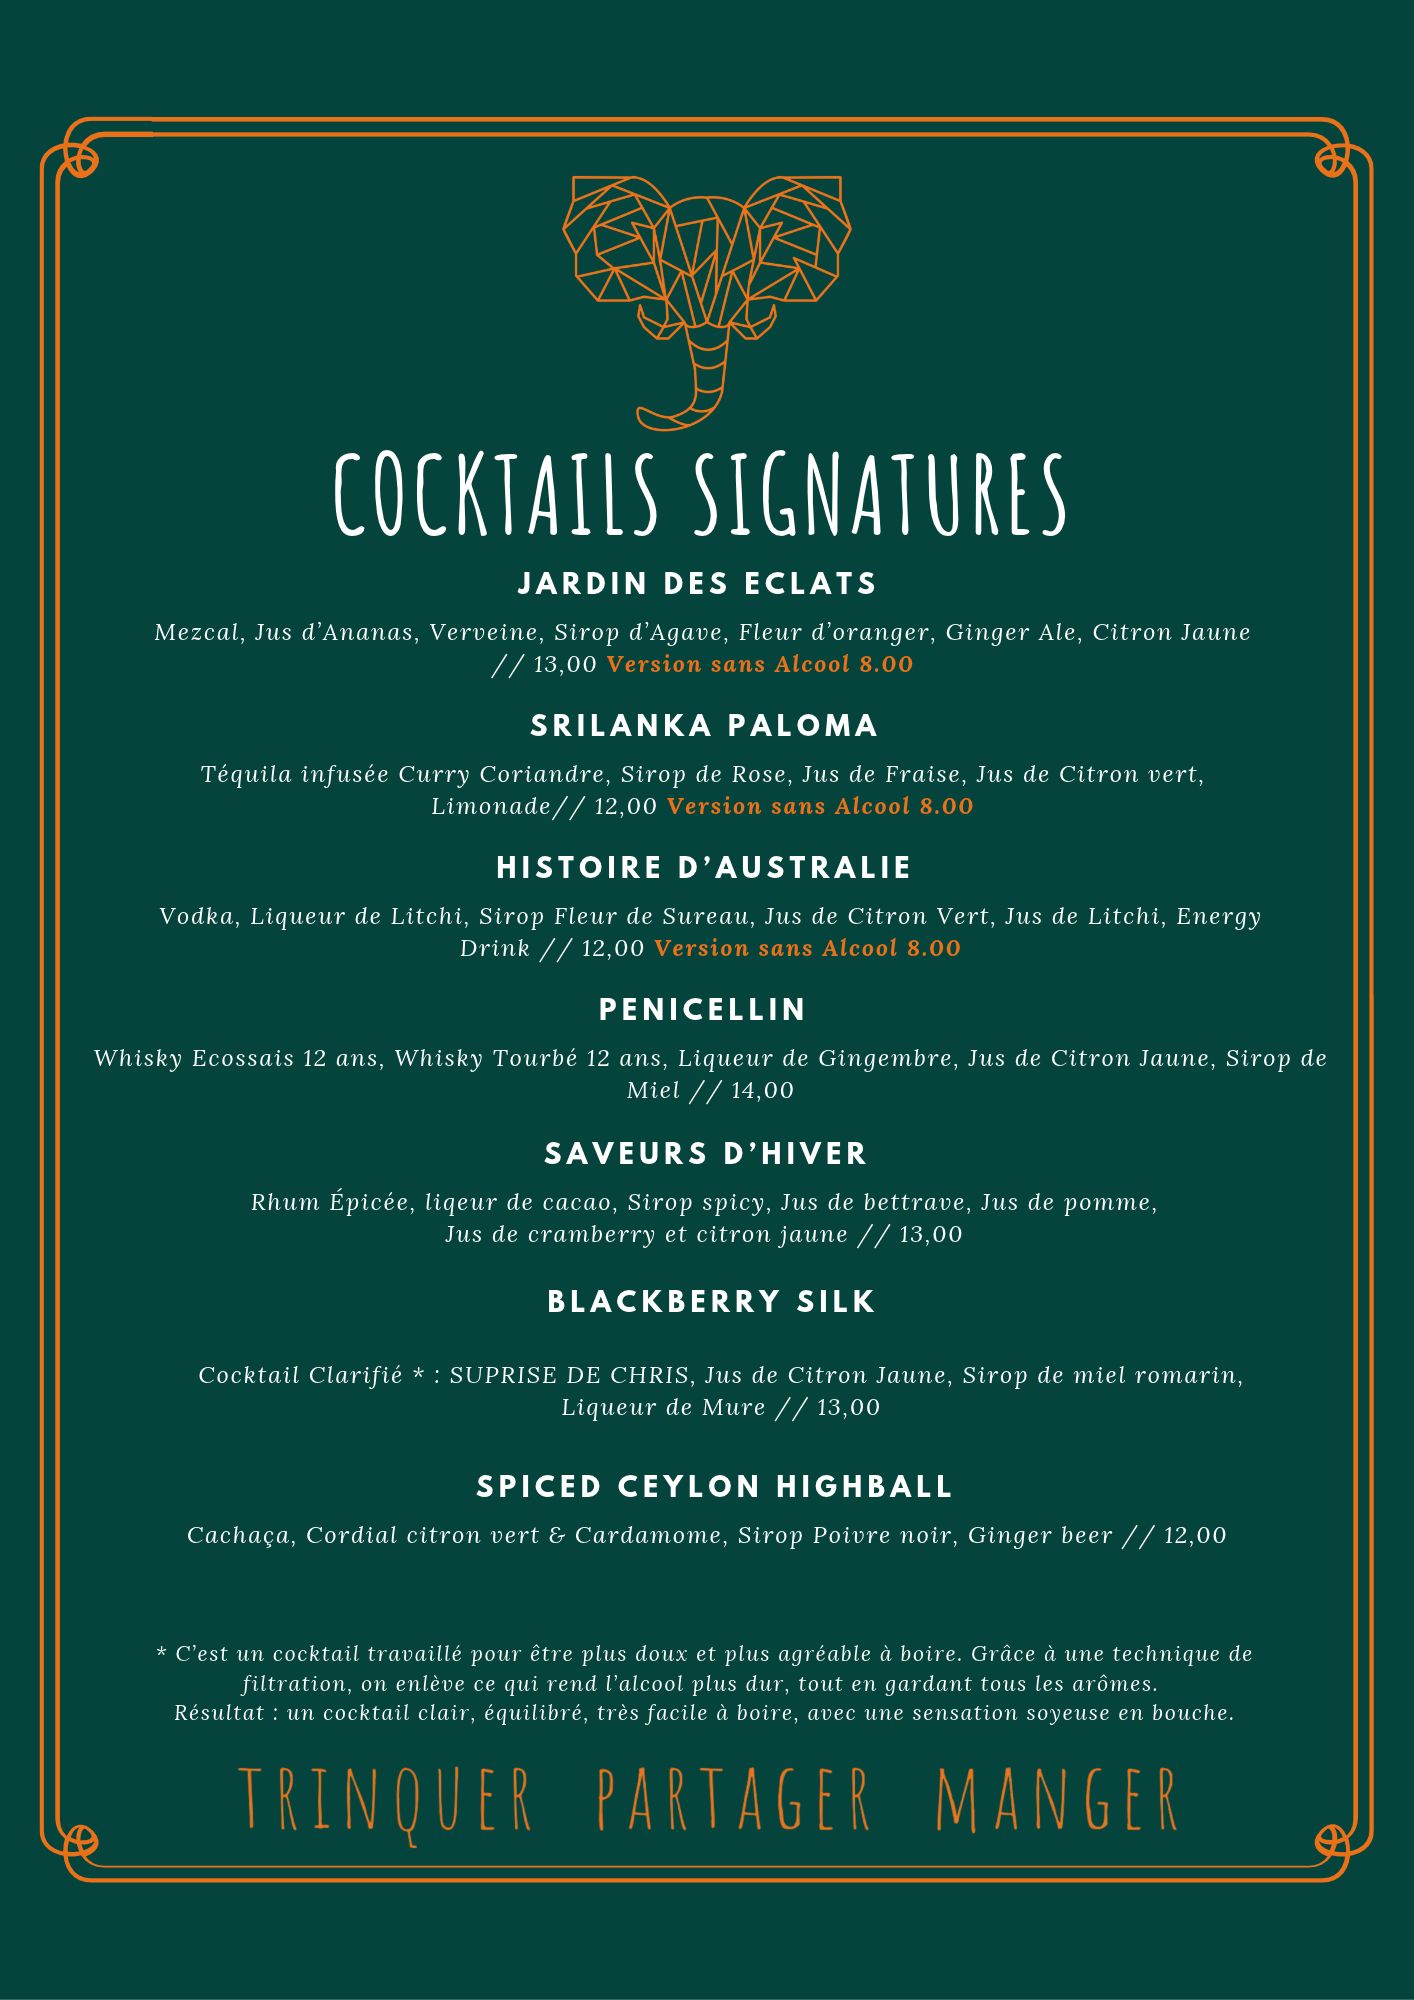 COCKTAILS SIGNATURES
JARDIN DES ECLATS
Mezcal, Jus d’Ananas, Verveine, Sirop d’Agave, Fleur d’oranger, Ginger Ale, Citron Jaune
// 13,00 Version sans Alcool 8.00
SRILANKA PALOMA
Téquila infusée Curry Coriandre, Sirop de Rose, Jus de Fraise, Jus de Citron vert,
Limonade// 12,00 Version sans Alcool 8.00
HISTOIRE D’AUSTRALIE
Vodka, Liqueur de Litchi, Sirop Fleur de Sureau, Jus de Citron Vert, Jus de Litchi, Energy
Drink // 12,00 Version sans Alcool 8.00
PENICELLIN
Whisky Ecossais 12 ans, Whisky Tourbé 12 ans, Liqueur de Gingembre, Jus de Citron Jaune, Sirop de
Miel // 14,00
SAVEURS D’HIVER
Rhum Épicée, liqeur de cacao, Sirop spicy, Jus de bettrave, Jus de pomme,
Jus de cramberry et citron jaune // 13,00
BLACKBERRY SILK
Cocktail Clarifié * : SUPRISE DE CHRIS, Jus de Citron Jaune, Sirop de miel romarin,
Liqueur de Mure // 13,00
SPICED CEYLON HIGHBALL
Cachaça, Cordial citron vert & Cardamome, Sirop Poivre noir, Ginger beer // 12,00
* C’est un cocktail travaillé pour être plus doux et plus agréable à boire. Grâce à une technique de
filtration, on enlève ce qui rend l’alcool plus dur, tout en gardant tous les arômes.
Résultat : un cocktail clair, équilibré, très facile à boire, avec une sensation soyeuse en bouche.
TRINQUER PARTAGER MANGER